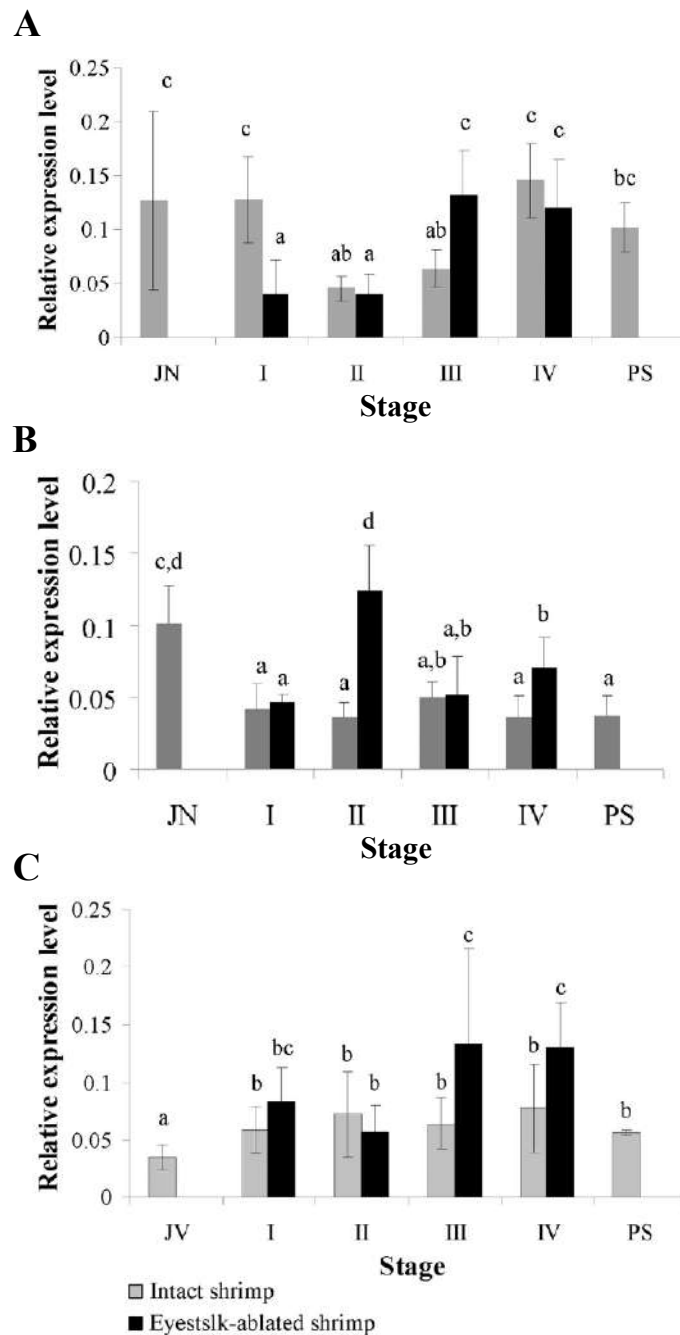 A
Relative expression level
0.25
0.2
0.15
0.1
0.05
0
c
c
a
ab
a
ab
c
c
c
bc
JN I II III IV PS
Stage
B
Relative expression level
0.2
0.15
0.1
0.05
0
c,d
a
a
a
d
a,b
a,b
a
b
a
JN I II III IV PS
Stage
C
Relative expression level
0.25
0.2
0.15
0.1
0.05
0
a
b
bc
b
b
b
c
b
c
b
JV I II III IV PS
Stage
Intact shrimp
Eyestslk-ablated shrimp